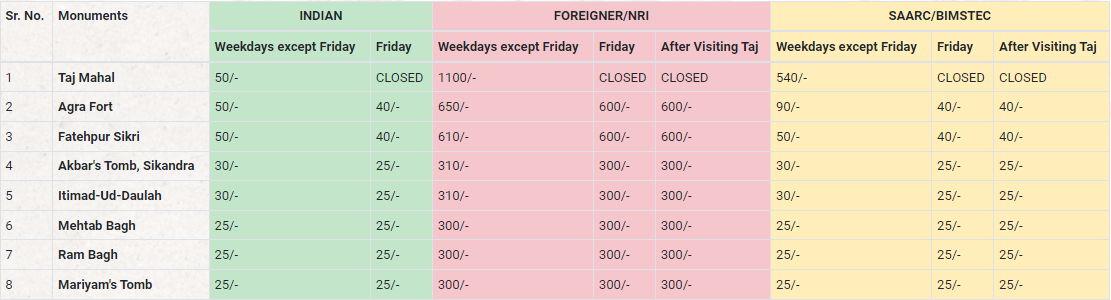 Sr. No. Monuments INDIAN FOREIGNER/NRI SAARC/BIMSTEC
Weekdays except Friday Friday Weekdays except Friday Friday After Visiting Taj Weekdays except Friday Friday After Visiting Taj
1 Taj Mahal 50/- CLOSED 1100/- CLOSED CLOSED 540/- CLOSED CLOSED
2 Agra Fort 50/- 40/- 650/- 600/- 600/- 90/- 40/- 40/-
3 Fatehpur Sikri 50/- 40/- 610/- 600/- 600/- 50/- 40/- 40/-
4 Akbar's Tomb, Sikandra 30/- 25/- 310/- 300/- 300/- 30/- 25/- 25/-
5 Itimad-Ud-Daulah 30/- 25/- 310/- 300/- 300/- 30/- 25/- 25/-
6 Mehtab Bagh 25/- 25/- 300/- 300/- 300/- 25/- 25/- 25/-
7 Ram Bagh 25/- 25/- 300/- 300/- 300/- 25/- 25/- 25/-
8 Mariyam's Tomb 25/- 25/- 300/- 300/- 300/- 25/- 25/- 25/-